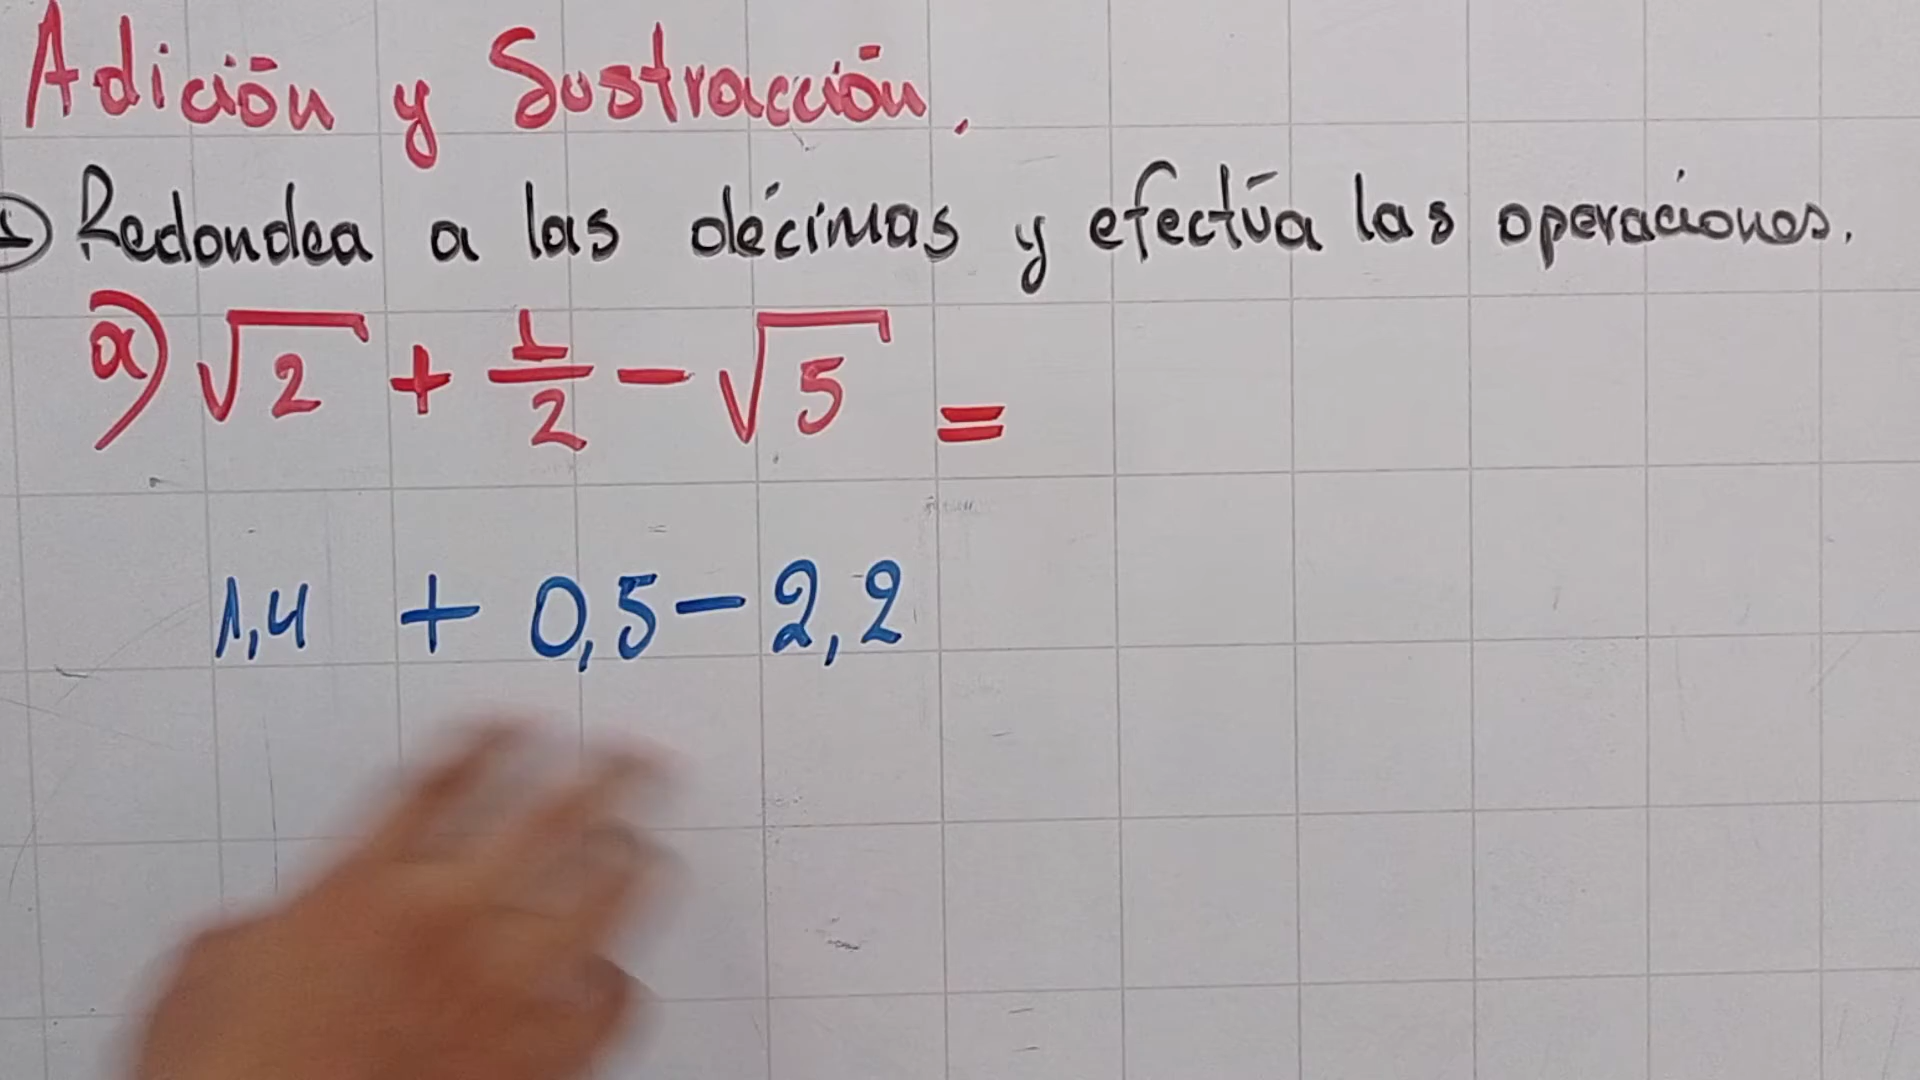 Adición y Sustracción.
① Redondea a las décimas y efectúa las operaciones.
a) √2 + 1/2 - √5 =
1,4 + 0,5 - 2,2